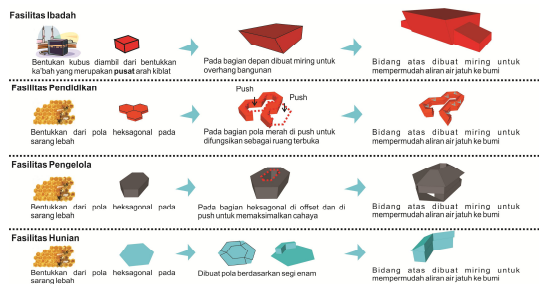 Fasilitas Ibadah
Bentukan kubus diambil dari bentukkan
ka'bah yang merupakan pusat arah kiblat
Pada bagian depan dibuat miring untuk
overhang bangunan
Bidang atas dibuat miring untuk
mempermudah aliran air jatuh ke bumi
Fasilitas Pendidikan
Push
Push
Bentukkan dari pola heksagonal pada
sarang lebah
Pada bagian pola merah di push untuk
difungsikan sebagai ruang terbuka
Bidang atas dibuat miring untuk
mempermudah aliran air jatuh ke bumi
Fasilitas Pengelola
Bentukkan dari pola heksagonal pada
sarang lebah
Pada bagian heksagonal di offset dan di
push untuk memaksimalkan cahaya
Bidang atas dibuat miring untuk
mempermudah aliran air jatuh ke bumi
Fasilitas Hunian
Bentukkan dari pola heksagonal pada
sarang lebah
Dibuat pola berdasarkan segi enam
Bidang atas dibuat miring untuk
mempermudah aliran air jatuh ke bumi